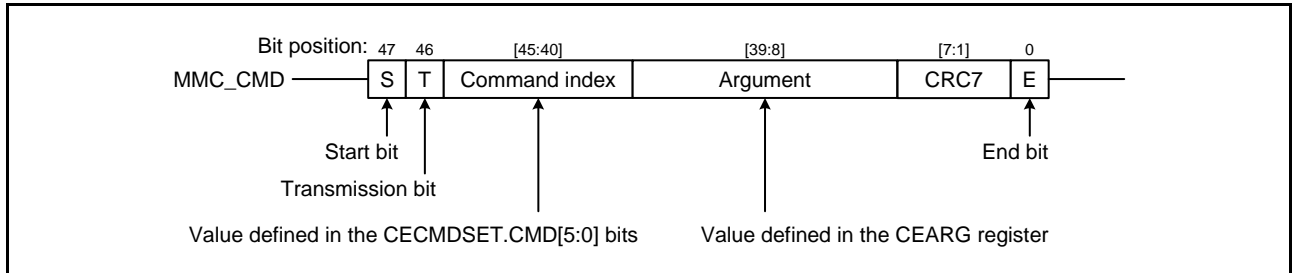 Bit position: 47 46 [45:40] [39:8] [7:1] 0
MMC_CMD S T Command index Argument CRC7 E
Start bit End bit
Transmission bit
Value defined in the CECMDSET.CMD[5:0] bits Value defined in the CEARG register